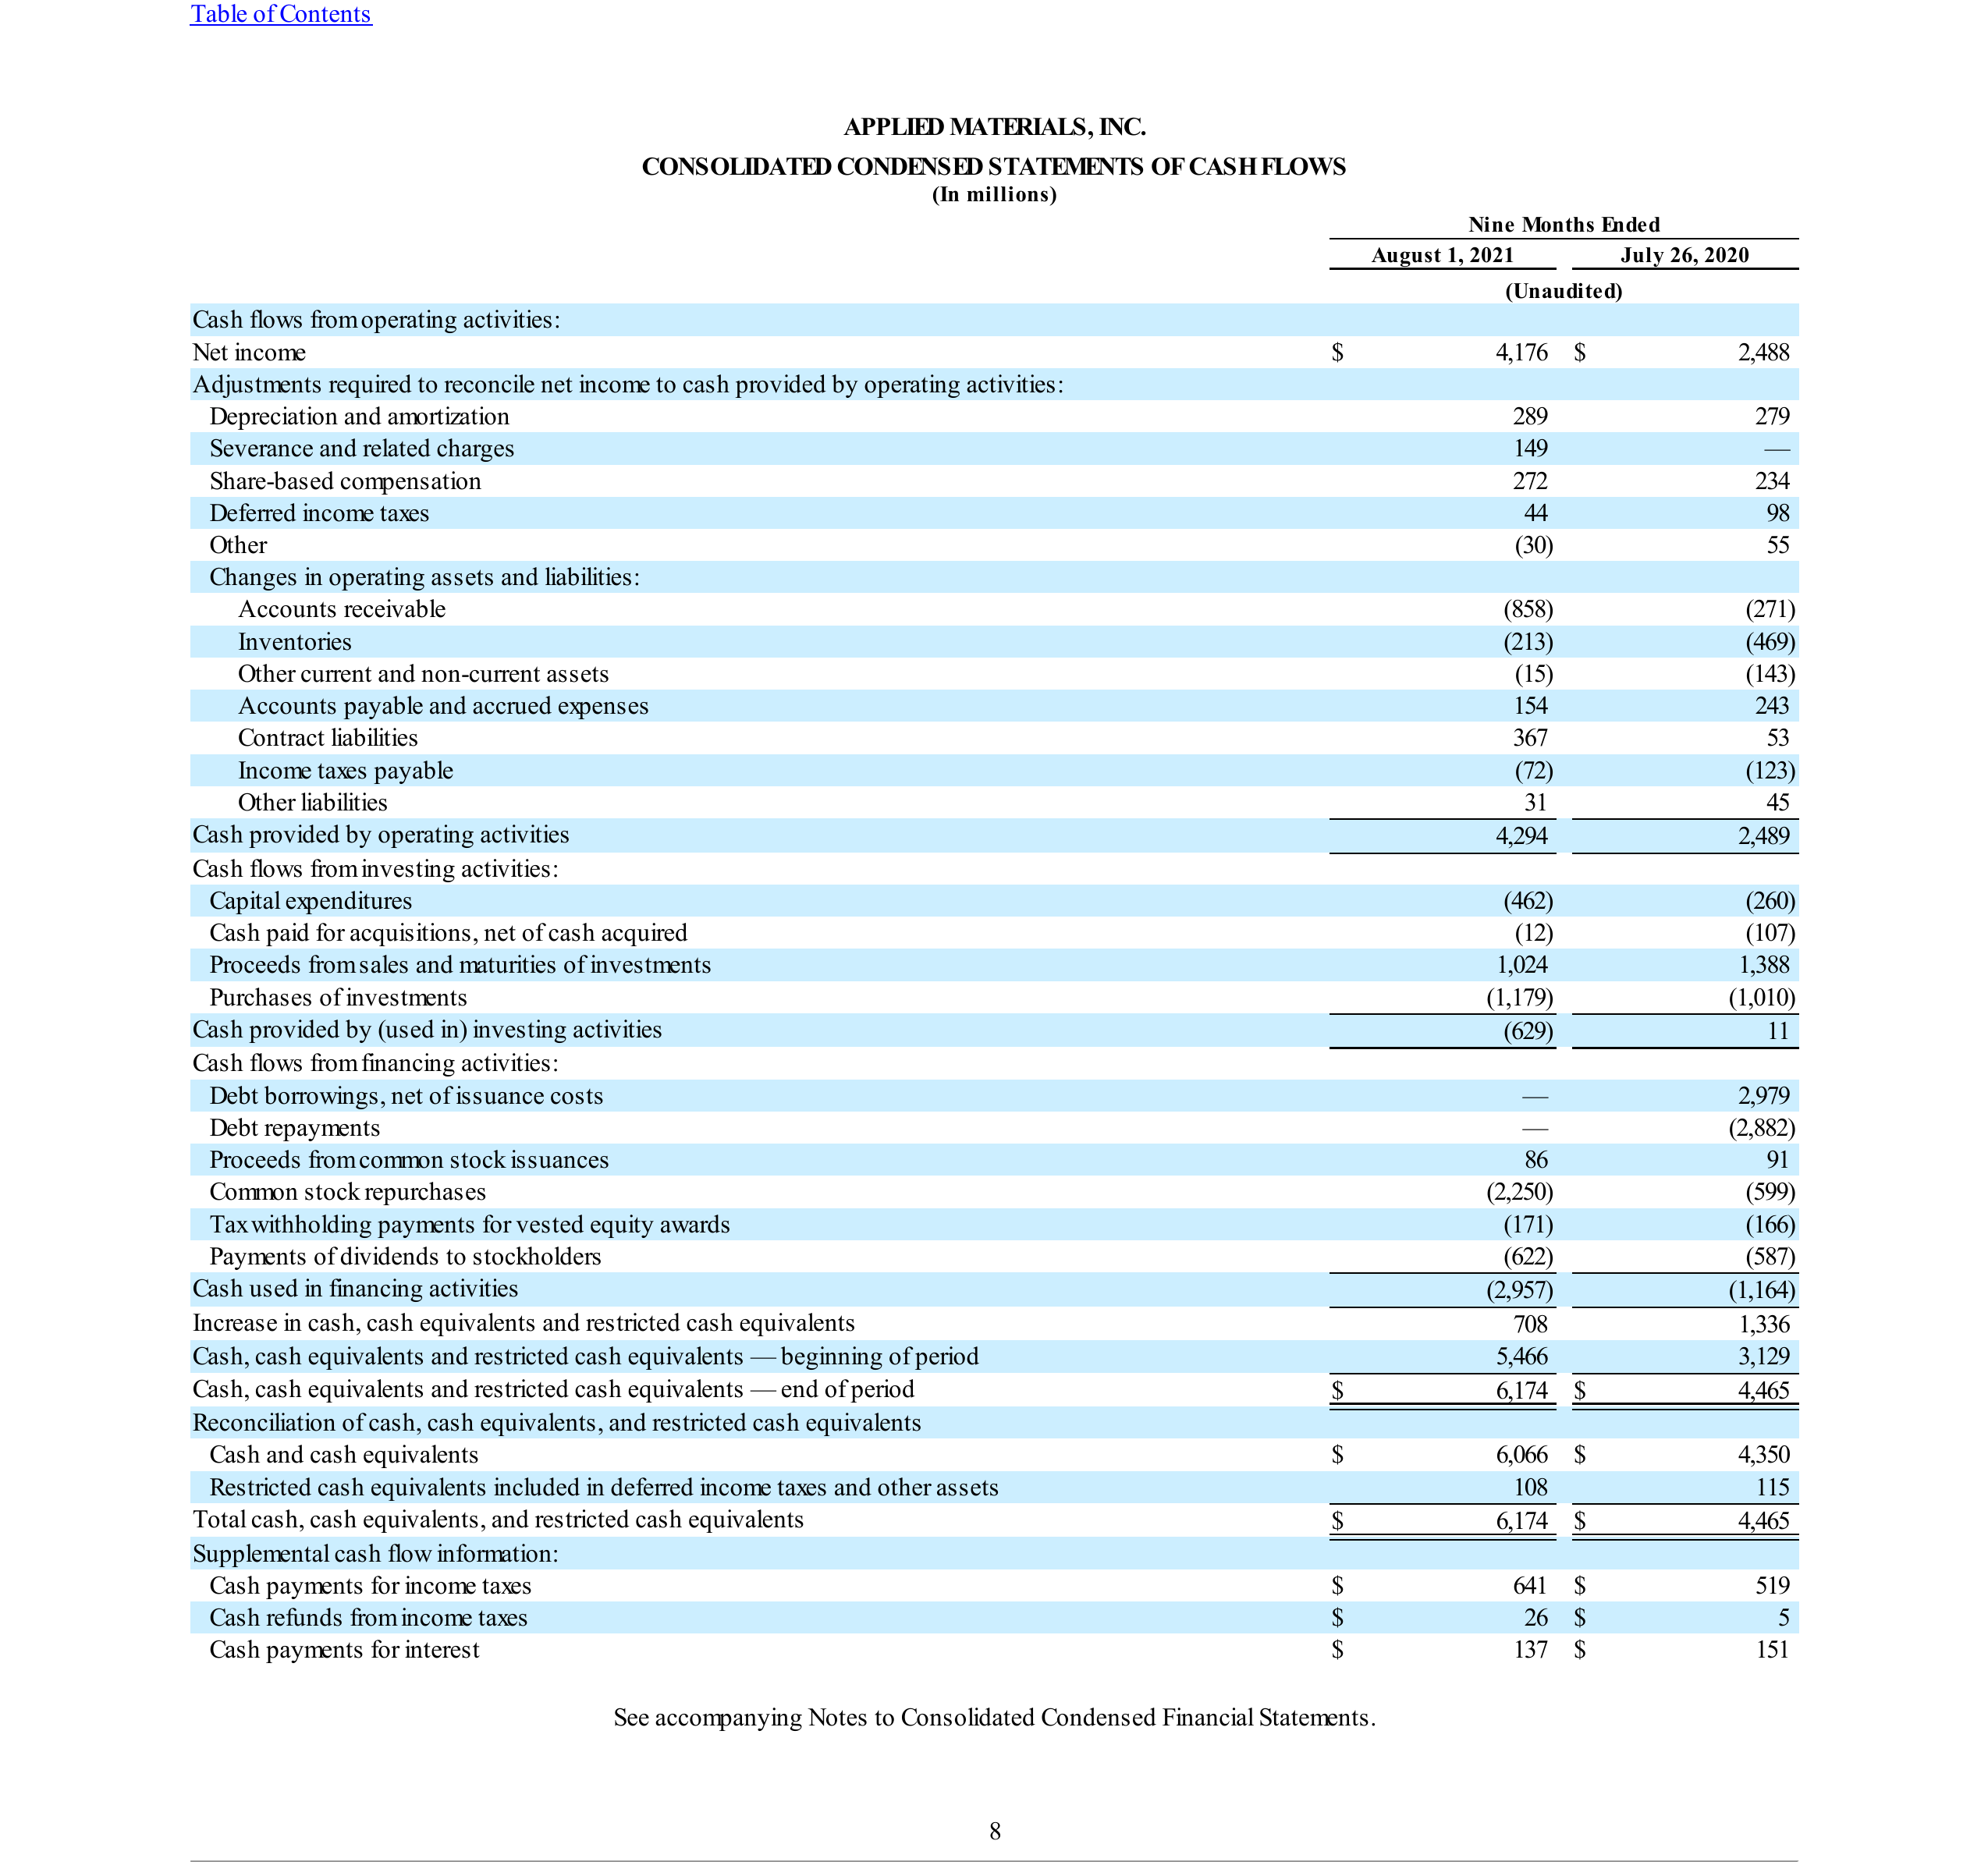 Table of Contents
APPLIED MATERIALS, INC.
CONSOLIDATED CONDENSED STATEMENTS OF CASH FLOWS
(In millions)
Nine Months Ended
August 1, 2021 July 26, 2020
(Unaudited)
Cash flows from operating activities:
Net income $ 4,176 $ 2,488
Adjustments required to reconcile net income to cash provided by operating activities:
Depreciation and amortization 289 279
Severance and related charges 149 —
Share-based compensation 272 234
Deferred income taxes 44 98
Other (30) 55
Changes in operating assets and liabilities:
Accounts receivable (858) (271)
Inventories (213) (469)
Other current and non-current assets (15) (143)
Accounts payable and accrued expenses 154 243
Contract liabilities 367 53
Income taxes payable (72) (123)
Other liabilities 31 45
Cash provided by operating activities 4,294 2,489
Cash flows from investing activities:
Capital expenditures (462) (260)
Cash paid for acquisitions, net of cash acquired (12) (107)
Proceeds from sales and maturities of investments 1,024 1,388
Purchases of investments (1,179) (1,010)
Cash provided by (used in) investing activities (629) 11
Cash flows from financing activities:
Debt borrowings, net of issuance costs — 2,979
Debt repayments — (2,882)
Proceeds from common stock issuances 86 91
Common stock repurchases (2,250) (599)
Tax withholding payments for vested equity awards (171) (166)
Payments of dividends to stockholders (622) (587)
Cash used in financing activities (2,957) (1,164)
Increase in cash, cash equivalents and restricted cash equivalents 708 1,336
Cash, cash equivalents and restricted cash equivalents — beginning of period 5,466 3,129
Cash, cash equivalents and restricted cash equivalents — end of period $ 6,174 $ 4,465
Reconciliation of cash, cash equivalents, and restricted cash equivalents
Cash and cash equivalents $ 6,066 $ 4,350
Restricted cash equivalents included in deferred income taxes and other assets 108 115
Total cash, cash equivalents, and restricted cash equivalents $ 6,174 $ 4,465
Supplemental cash flow information:
Cash payments for income taxes $ 641 $ 519
Cash refunds from income taxes $ 26 $ 5
Cash payments for interest $ 137 $ 151
See accompanying Notes to Consolidated Condensed Financial Statements.
8